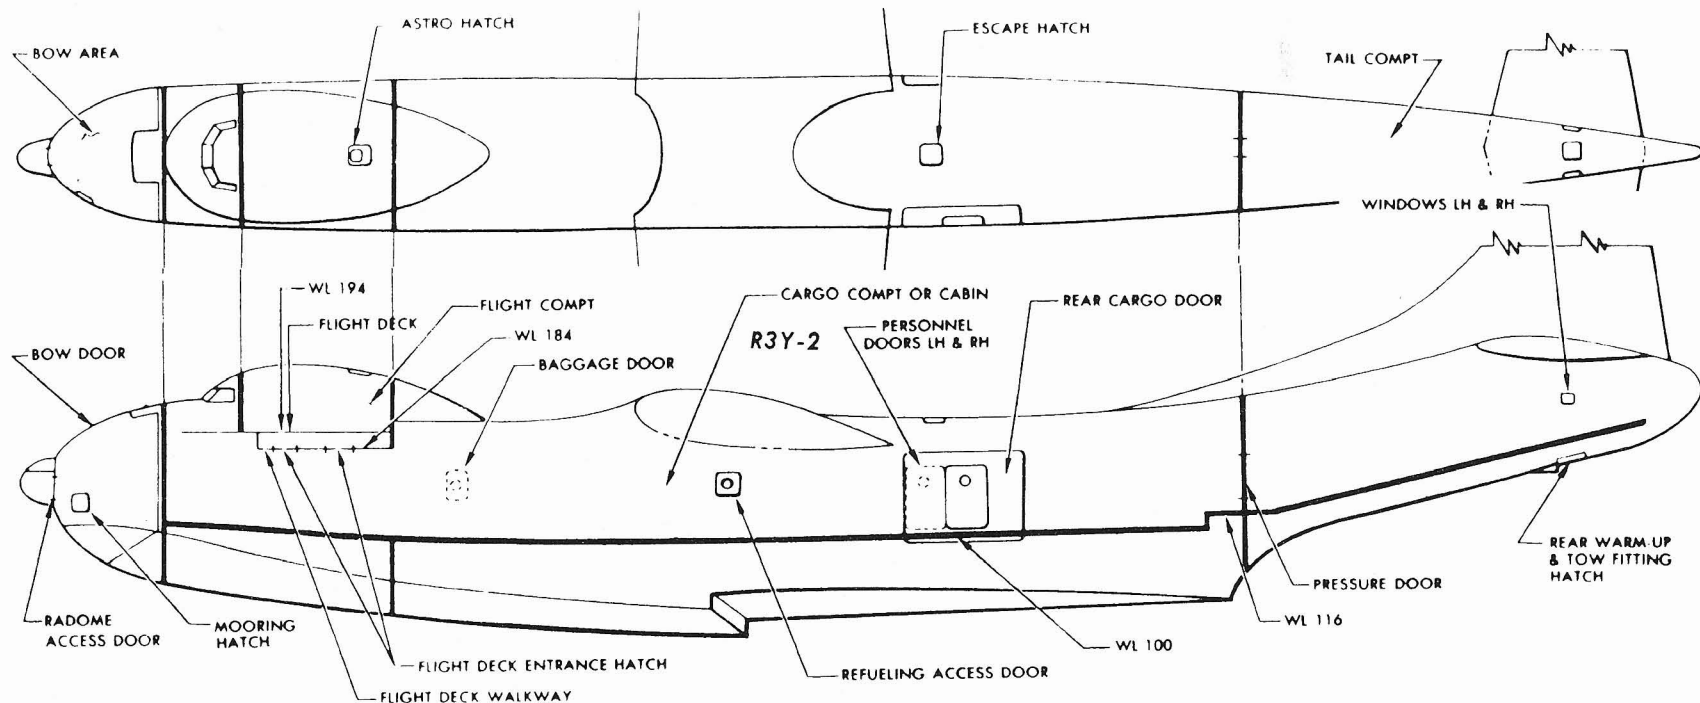 ASTRO HATCH
ESCAPE HATCH
BOW AREA
TAIL COMPT
WINDOWS LH & RH
WL 194
CARGO COMPT OR CABIN
FLIGHT COMPT
REAR CARGO DOOR
FLIGHT DECK
PERSONNEL
DOORS LH & RH
WL 184
R3Y-2
BOW DOOR
BAGGAGE DOOR
REAR WARM-UP
& TOW FITTING
HATCH
PRESSURE DOOR
RADOME
ACCESS DOOR
MOORING
HATCH
WL 116
WL 100
FLIGHT DECK ENTRANCE HATCH
REFUELING ACCESS DOOR
FLIGHT DECK WALKWAY